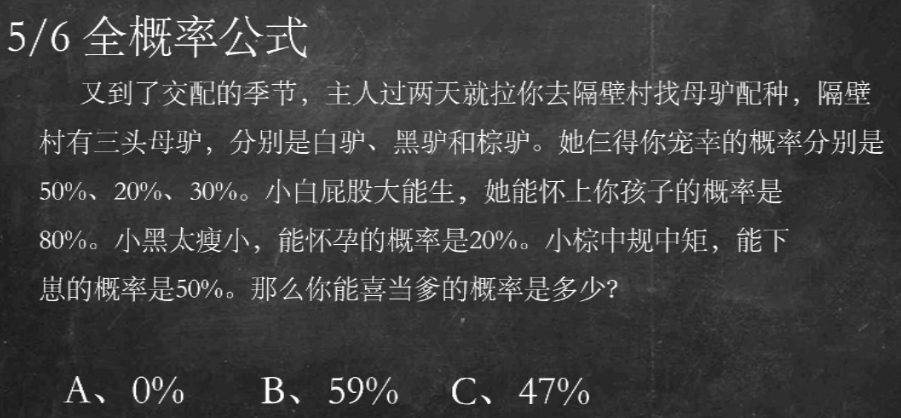 5/6 全概率公式
又到了交配的季节，主人过两天就拉你去隔壁村找母驴配种，隔壁
村有三头母驴，分别是白驴、黑驴和棕驴。她仨得你宠幸的概率分别是
50%、20%、30%。小白屁股大能生，她能怀上你孩子的概率是
80%。小黑太瘦小，能怀孕的概率是20%。小棕中规中矩，能下
崽的概率是50%。那么你能喜当爹的概率是多少?
A、0% B、59% C、47%